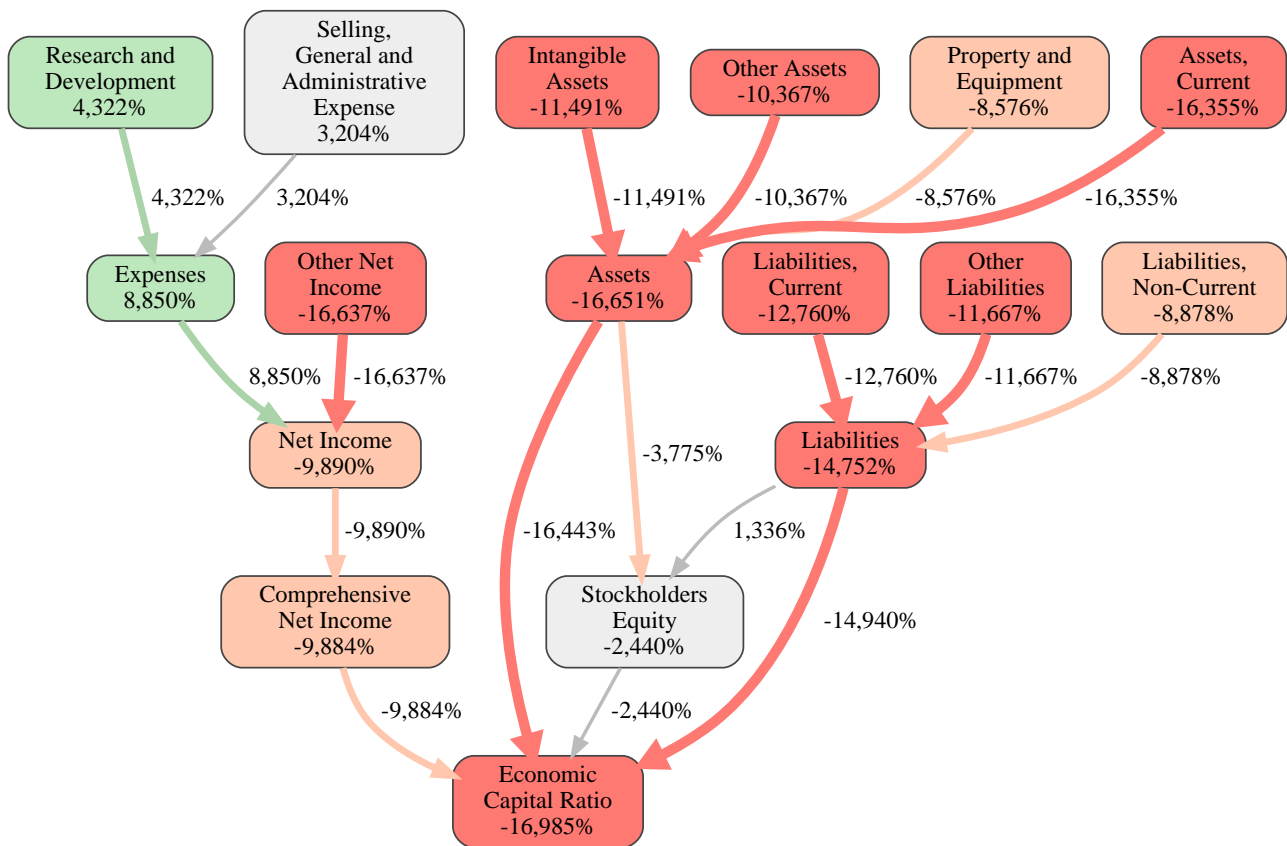 Research and
Development
4,322%
Selling,
General and
Administrative
Expense
3,204%
Intangible
Assets
-11,491%
Other Assets
-10,367%
Property and
Equipment
-8,576%
Assets,
Current
-16,355%
4,322%
3,204%
-11,491%
-10,367%
-8,576%
-16,355%
Expenses
8,850%
Other Net
Income
-16,637%
Assets
-16,651%
Liabilities,
Current
-12,760%
Other
Liabilities
-11,667%
Liabilities,
Non-Current
-8,878%
8,850%
-16,637%
-12,760%
-11,667%
-8,878%
Net Income
-9,890%
-3,775%
Liabilities
-14,752%
-9,890%
-16,443%
1,336%
Comprehensive
Net Income
-9,884%
Stockholders
Equity
-2,440%
-14,940%
-9,884%
-2,440%
Economic
Capital Ratio
-16,985%